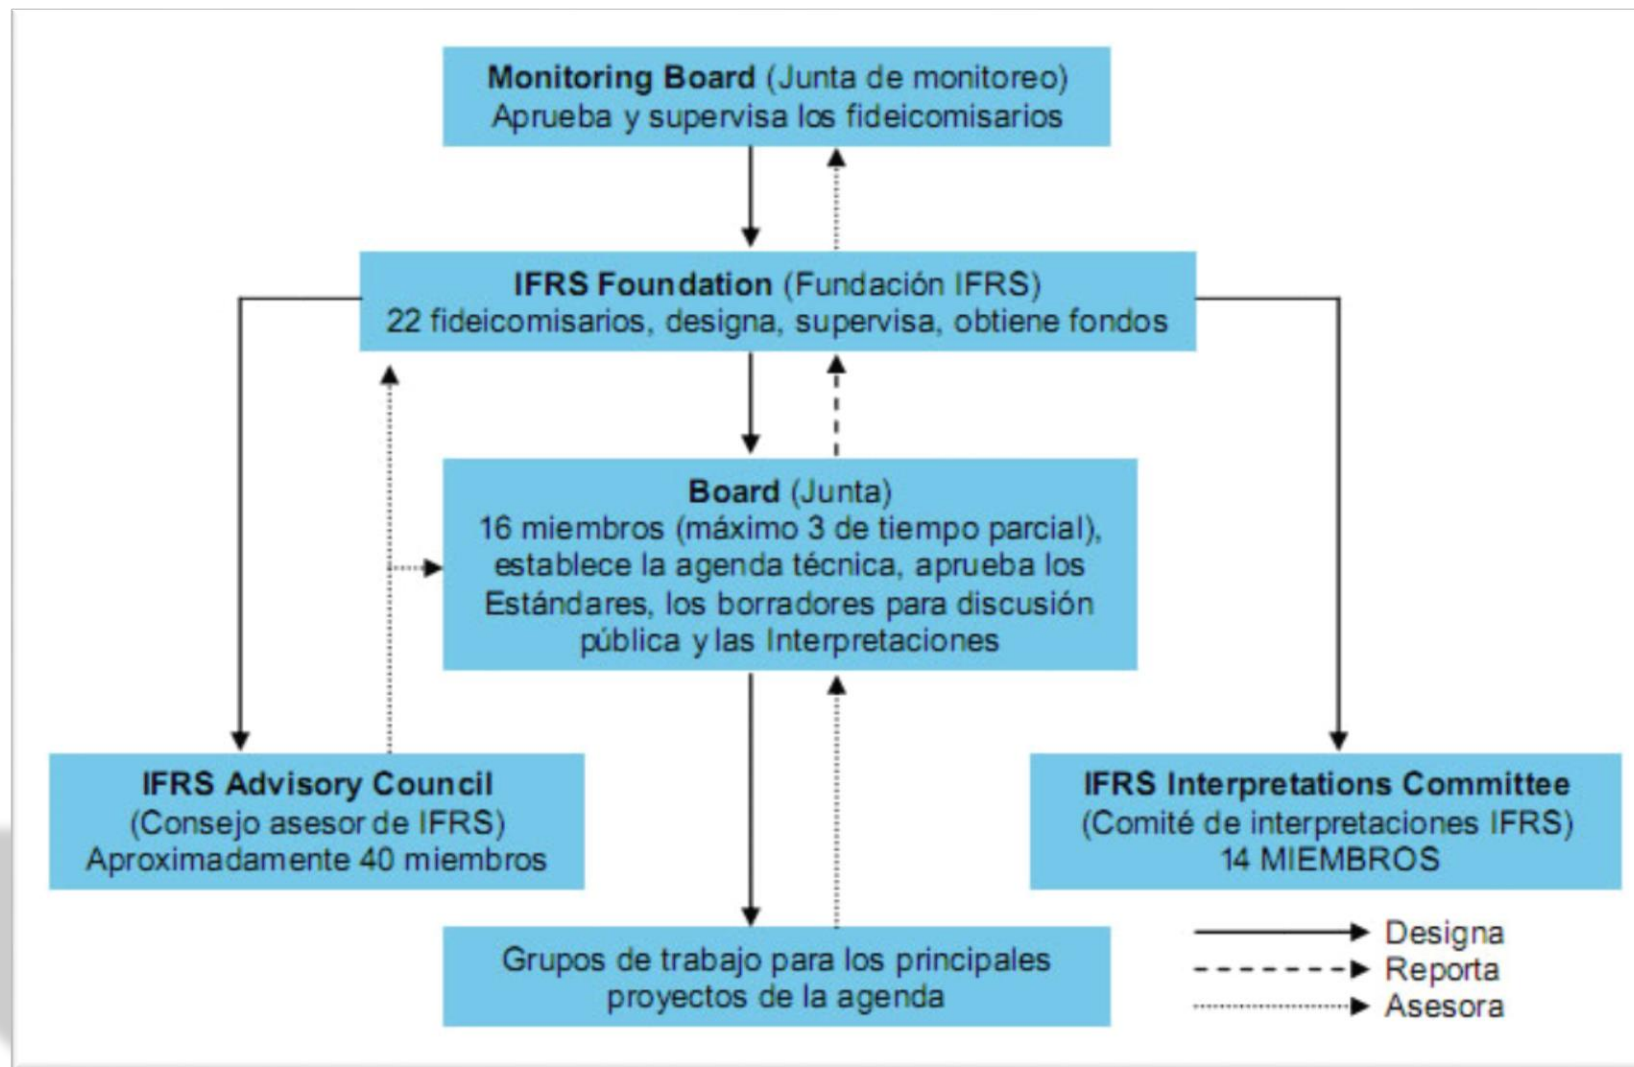 Monitoring Board (Junta de monitoreo)
Aprueba y supervisa los fideicomisarios
IFRS Foundation (Fundación IFRS)
22 fideicomisarios, designa, supervisa, obtiene fondos
Board (Junta)
16 miembros (máximo 3 de tiempo parcial),
establece la agenda técnica, aprueba los
Estándares, los borradores para discusión
pública y las Interpretaciones
IFRS Advisory Council
(Consejo asesor de IFRS)
Aproximadamente 40 miembros
IFRS Interpretations Committee
(Comité de interpretaciones IFRS)
14 MIEMBROS
Grupos de trabajo para los principales
proyectos de la agenda
Designa
Reporta
Asesora